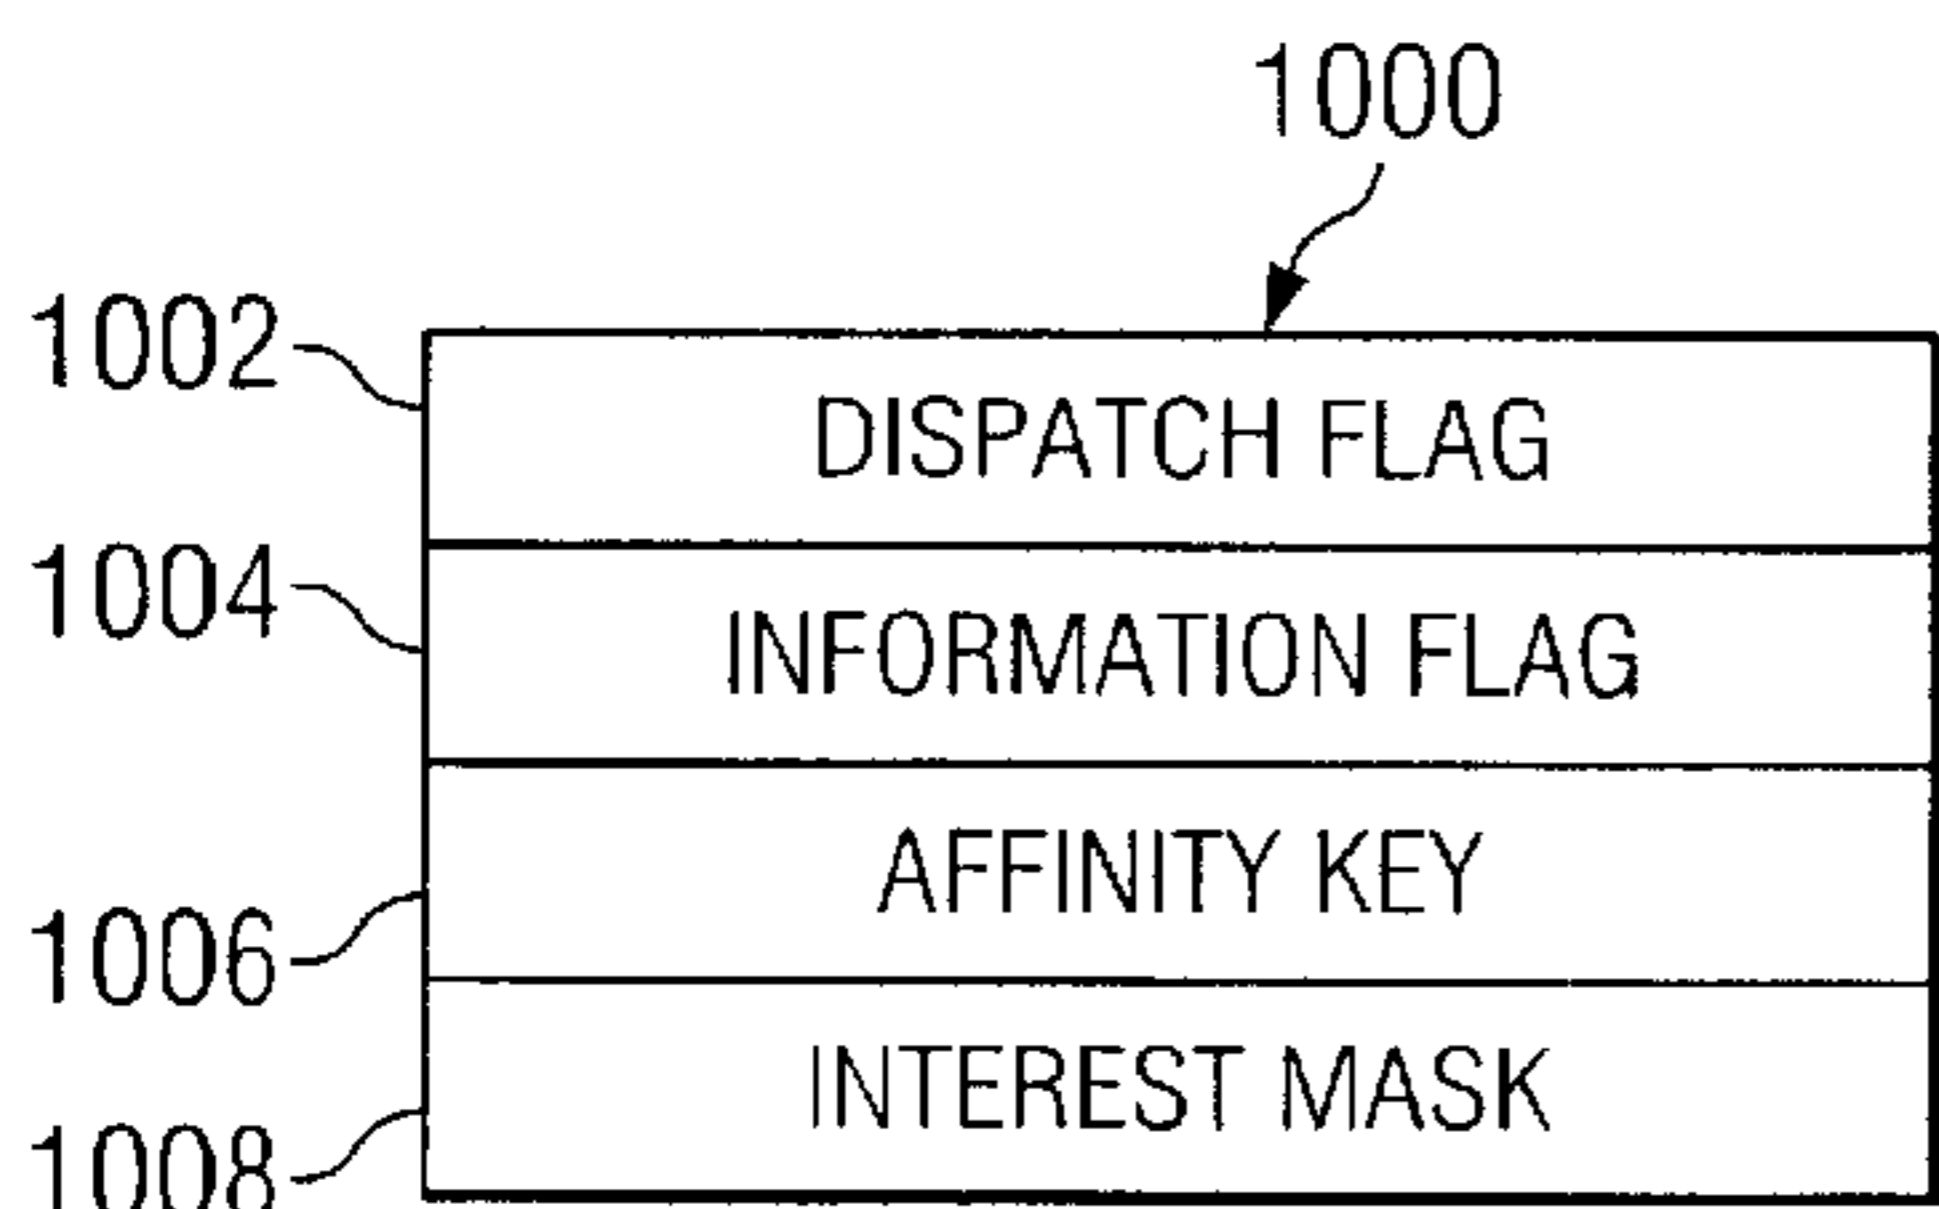 1000
1002
DISPATCH FLAG
1004
INFORMATION FLAG
AFFINITY KEY
1006
INTEREST MASK
1008